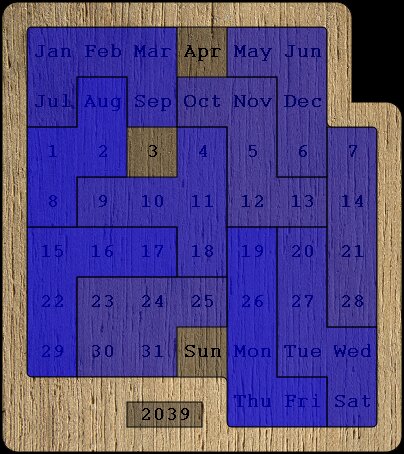 Jan Feb Mar Apr May Jun
Jul Aug Sep Oct Nov Dec
1 2 3 4 5 6 7
8 9 10 11 12 13 14
15 16 17 18 19 20 21
22 23 24 25 26 27 28
29 30 31 Sun Mon Tue Wed
Thu Fri Sat
2039